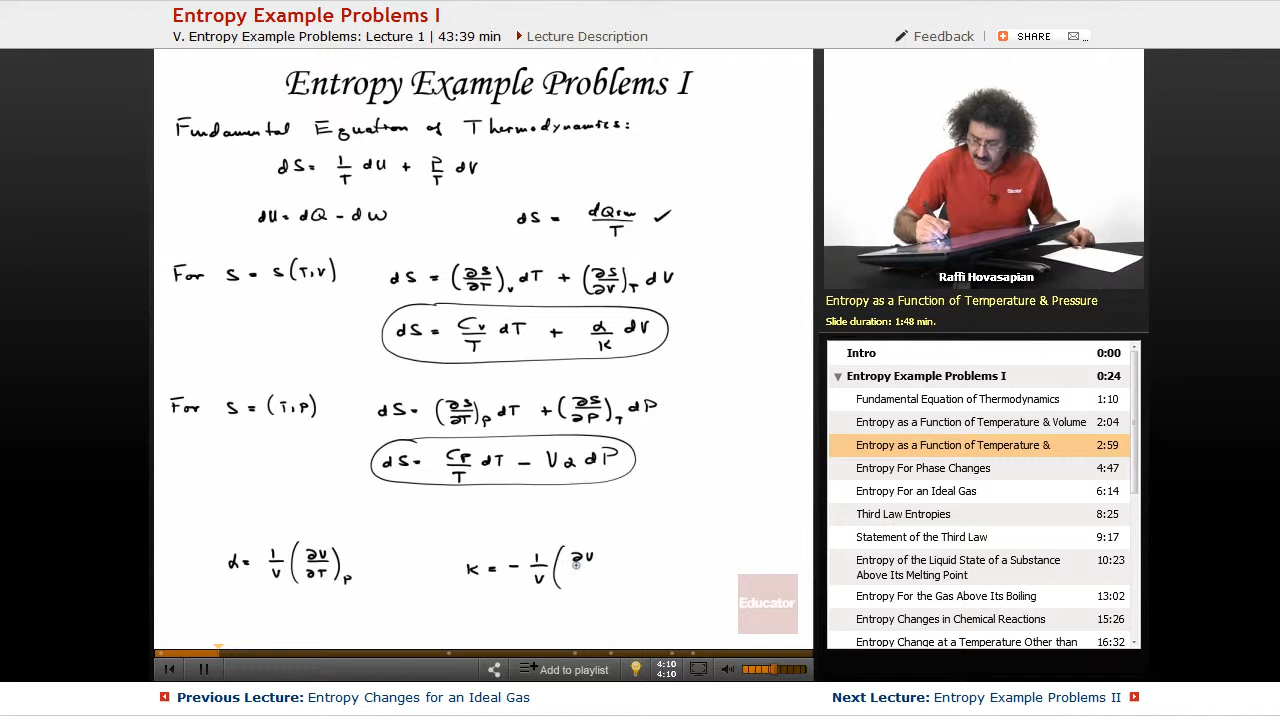 Entropy Example Problems I
V. Entropy Example Problems: Lecture 1 | 43:39 min
Lecture Description
Feedback
SHARE
Entropy Example Problems I
Fundamental Equation of Thermodynamics:
dS = 1/T dU + P/T dV
dU = dQ - dW
dS = dQrev/T ✓
For S = S(T,V)
dS = (∂S/∂T)_V dT + (∂S/∂V)_T dV
dS = Cv/T dT + α/κ dV
For S = (T,P)
dS = (∂S/∂T)_P dT + (∂S/∂P)_T dP
dS = CP/T dT - Vα dP
α = 1/V (∂V/∂T)_P
κ = - 1/V (∂V
Educator
Educator
Raffi Hovasapian
Entropy as a Function of Temperature & Pressure
Slide duration: 1:48 min.
Intro 0:00
Entropy Example Problems I 0:24
Fundamental Equation of Thermodynamics 1:10
Entropy as a Function of Temperature & Volume 2:04
Entropy as a Function of Temperature & 2:59
Entropy For Phase Changes 4:47
Entropy For an Ideal Gas 6:14
Third Law Entropies 8:25
Statement of the Third Law 9:17
Entropy of the Liquid State of a Substance 10:23
Above Its Melting Point
Entropy For the Gas Above Its Boiling 13:02
Entropy Changes in Chemical Reactions 15:26
Entropy Change at a Temperature Other than 16:32
Add to playlist
4:10
4:10
Previous Lecture: Entropy Changes for an Ideal Gas
Next Lecture: Entropy Example Problems II